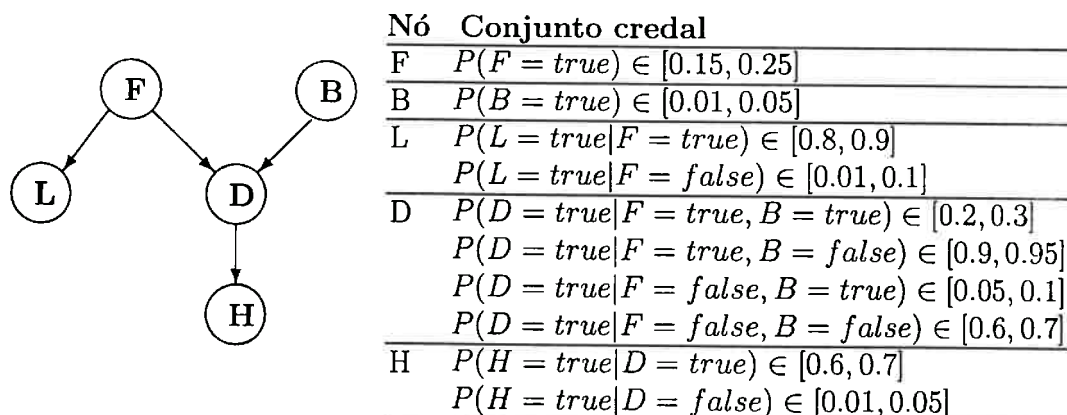 F
B
L
D
H
Nó Conjunto credal
F P(F = true) ∈ [0.15, 0.25]
B P(B = true) ∈ [0.01, 0.05]
L P(L = true|F = true) ∈ [0.8, 0.9]
P(L = true|F = false) ∈ [0.01, 0.1]
D P(D = true|F = true, B = true) ∈ [0.2, 0.3]
P(D = true|F = true, B = false) ∈ [0.9, 0.95]
P(D = true|F = false, B = true) ∈ [0.05, 0.1]
P(D = true|F = false, B = false) ∈ [0.6, 0.7]
H P(H = true|D = true) ∈ [0.6, 0.7]
P(H = true|D = false) ∈ [0.01, 0.05]